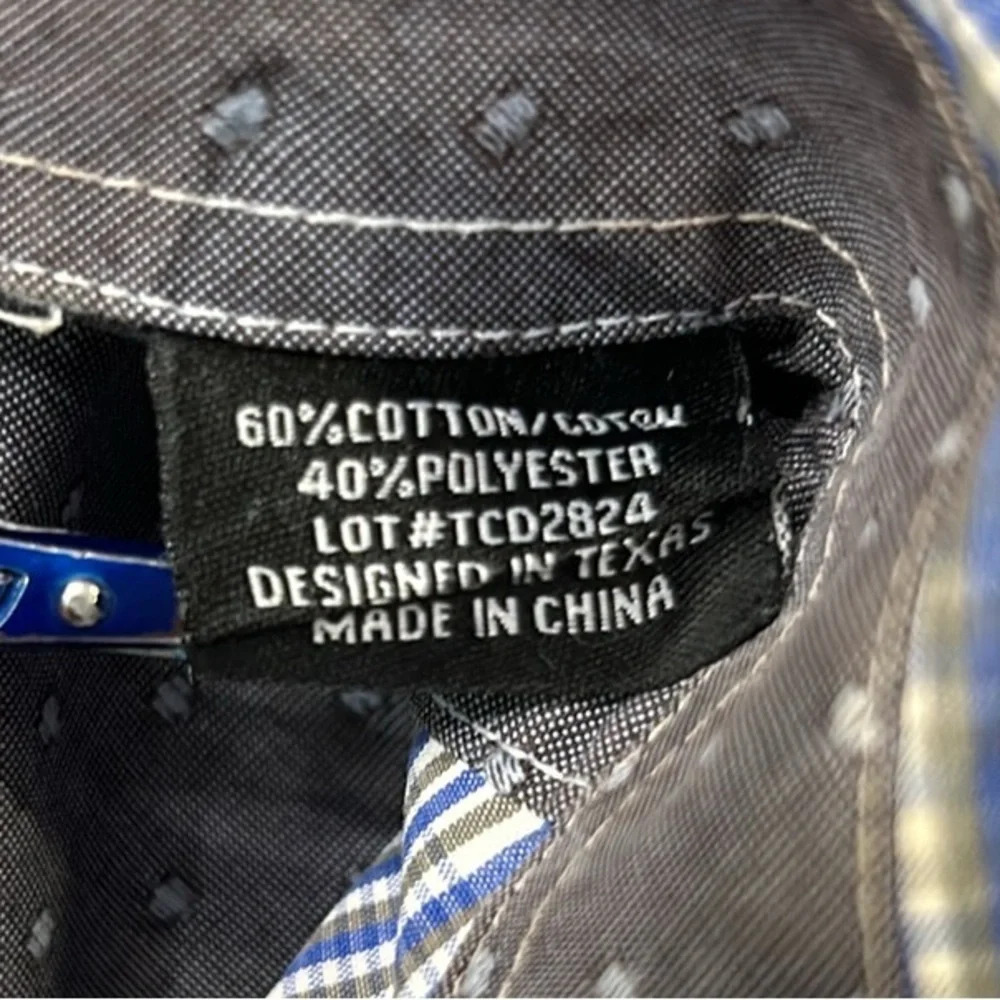 60%COTTON/COTON
40%POLYESTER
LOT#TCD2824
DESIGNED IN TEXAS
MADE IN CHINA